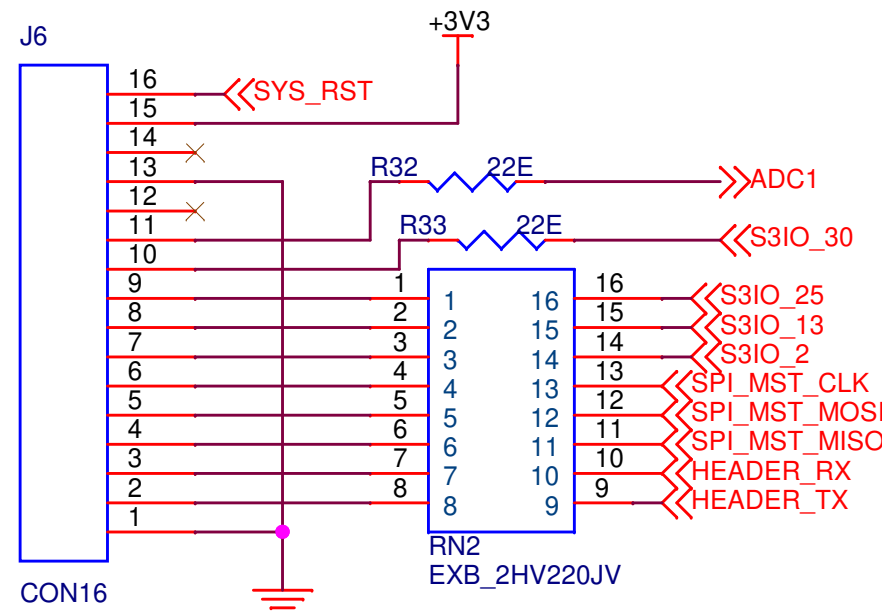 +3V3
J6
16 SYS_RST
15
14
13 R32 22E ADC1
12
11 R33 22E S3IO_30
10
9 1 1 16 16 S3IO_25
8 2 2 15 15 S3IO_13
7 3 3 14 14 S3IO_2
6 4 4 13 13 SPI_MST_CLK
5 5 5 12 12 SPI_MST_MOSI
4 6 6 11 11 SPI_MST_MISO
3 7 7 10 10 HEADER_RX
2 8 8 9 9 HEADER_TX
1
RN2
EXB_2HV220JV
CON16